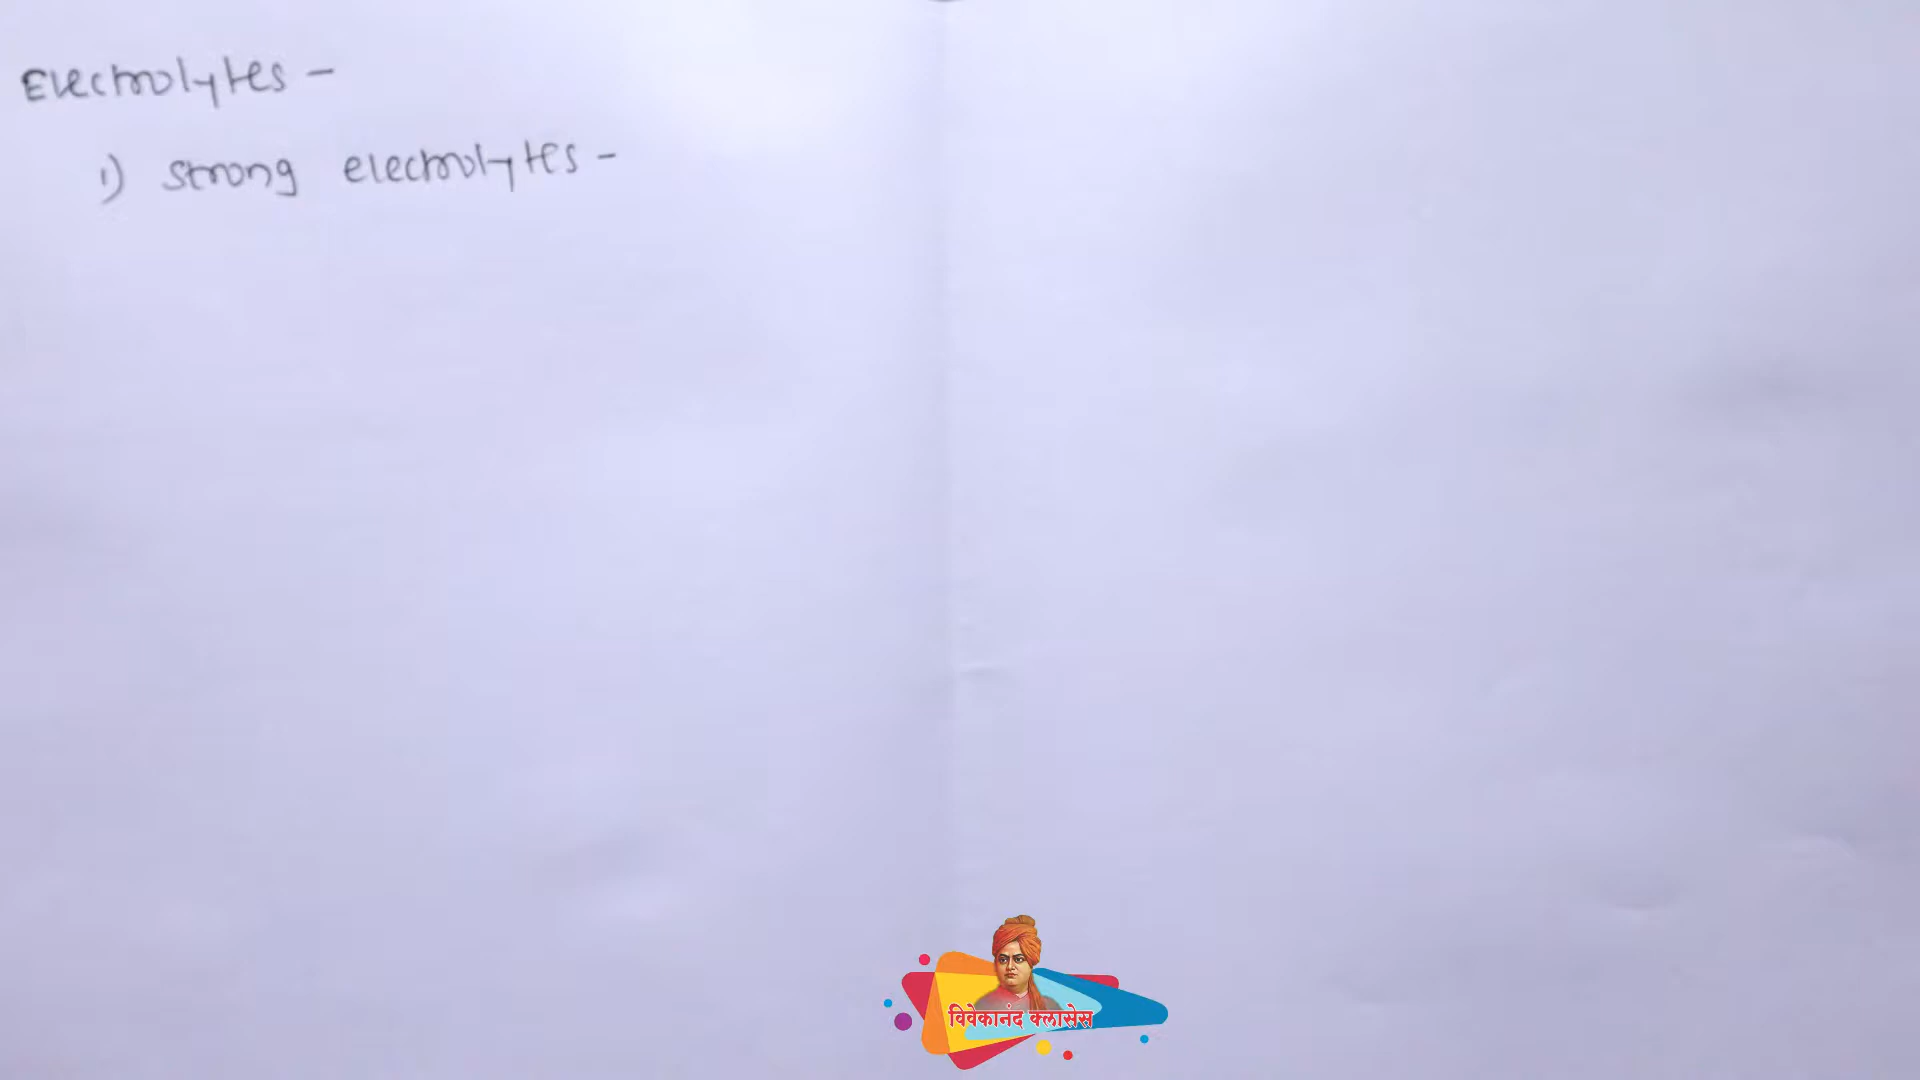 Electrolytes -
1) strong electrolytes -
विवेकानंद क्लासेस